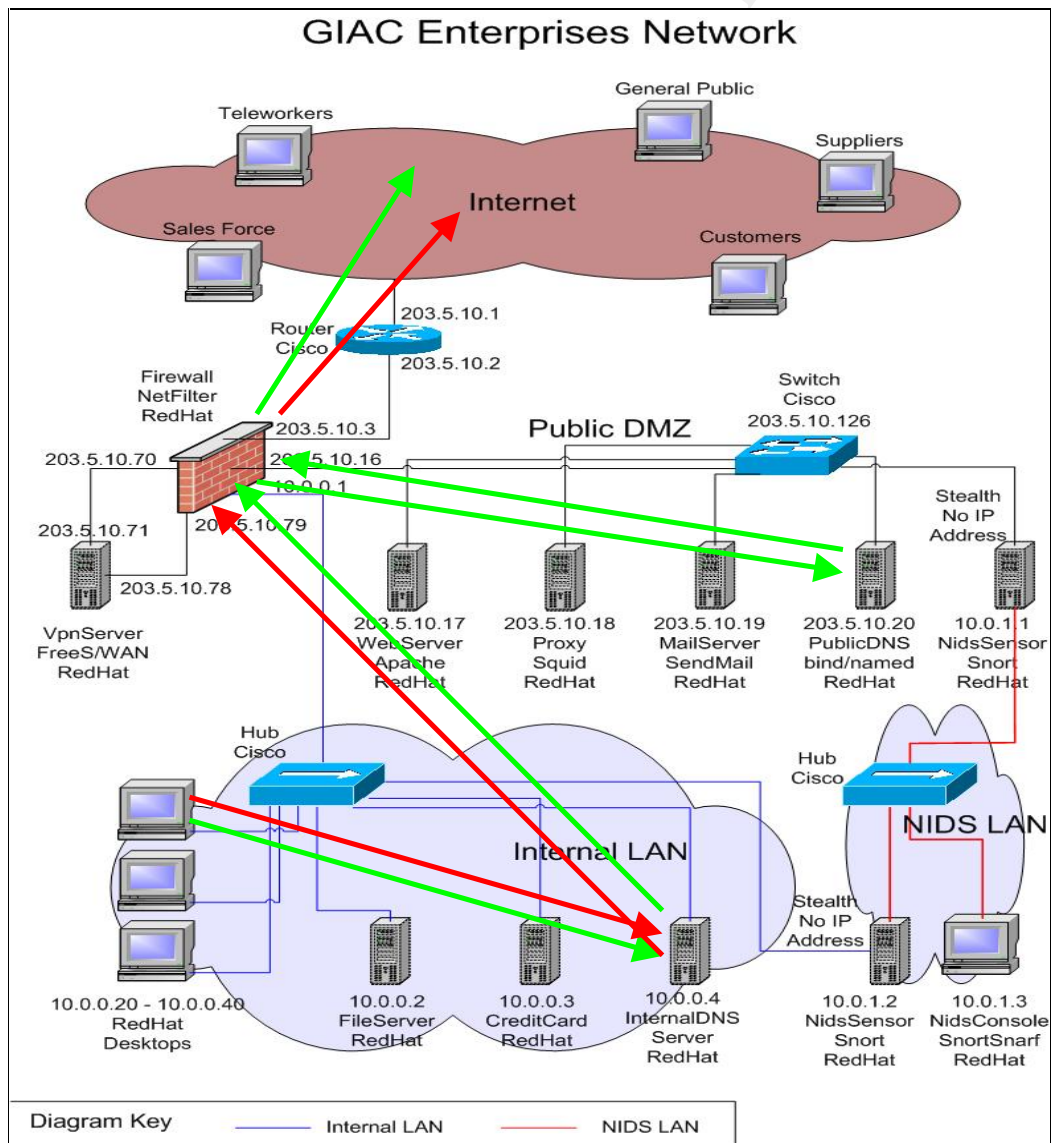 GIAC Enterprises Network
General Public
Teleworkers
Suppliers
Internet
Sales Force
Customers
203.5.10.1
Router
Cisco
203.5.10.2
Firewall
NetFilter
RedHat
Switch
Cisco
203.5.10.126
203.5.10.3
Public DMZ
203.5.10.70
203.5.10.16
10.0.0.1
Stealth
No IP
Address
203.5.10.71
203.5.10.79
203.5.10.78
VpnServer
FreeS/WAN
RedHat
203.5.10.17
WebServer
Apache
RedHat
203.5.10.18
Proxy
Squid
RedHat
203.5.10.19
MailServer
SendMail
RedHat
203.5.10.20
PublicDNS
bind/named
RedHat
10.0.1.1
NidsSensor
Snort
RedHat
Hub
Cisco
Hub
Cisco
NIDS LAN
Internal LAN
Stealth
No IP
Address
10.0.0.20 - 10.0.0.40
RedHat
Desktops
10.0.0.2
FileServer
RedHat
10.0.0.3
CreditCard
RedHat
10.0.0.4
InternalDNS
Server
RedHat
10.0.1.2
NidsSensor
Snort
RedHat
10.0.1.3
NidsConsole
SnortSnarf
RedHat
Diagram Key
Internal LAN
NIDS LAN